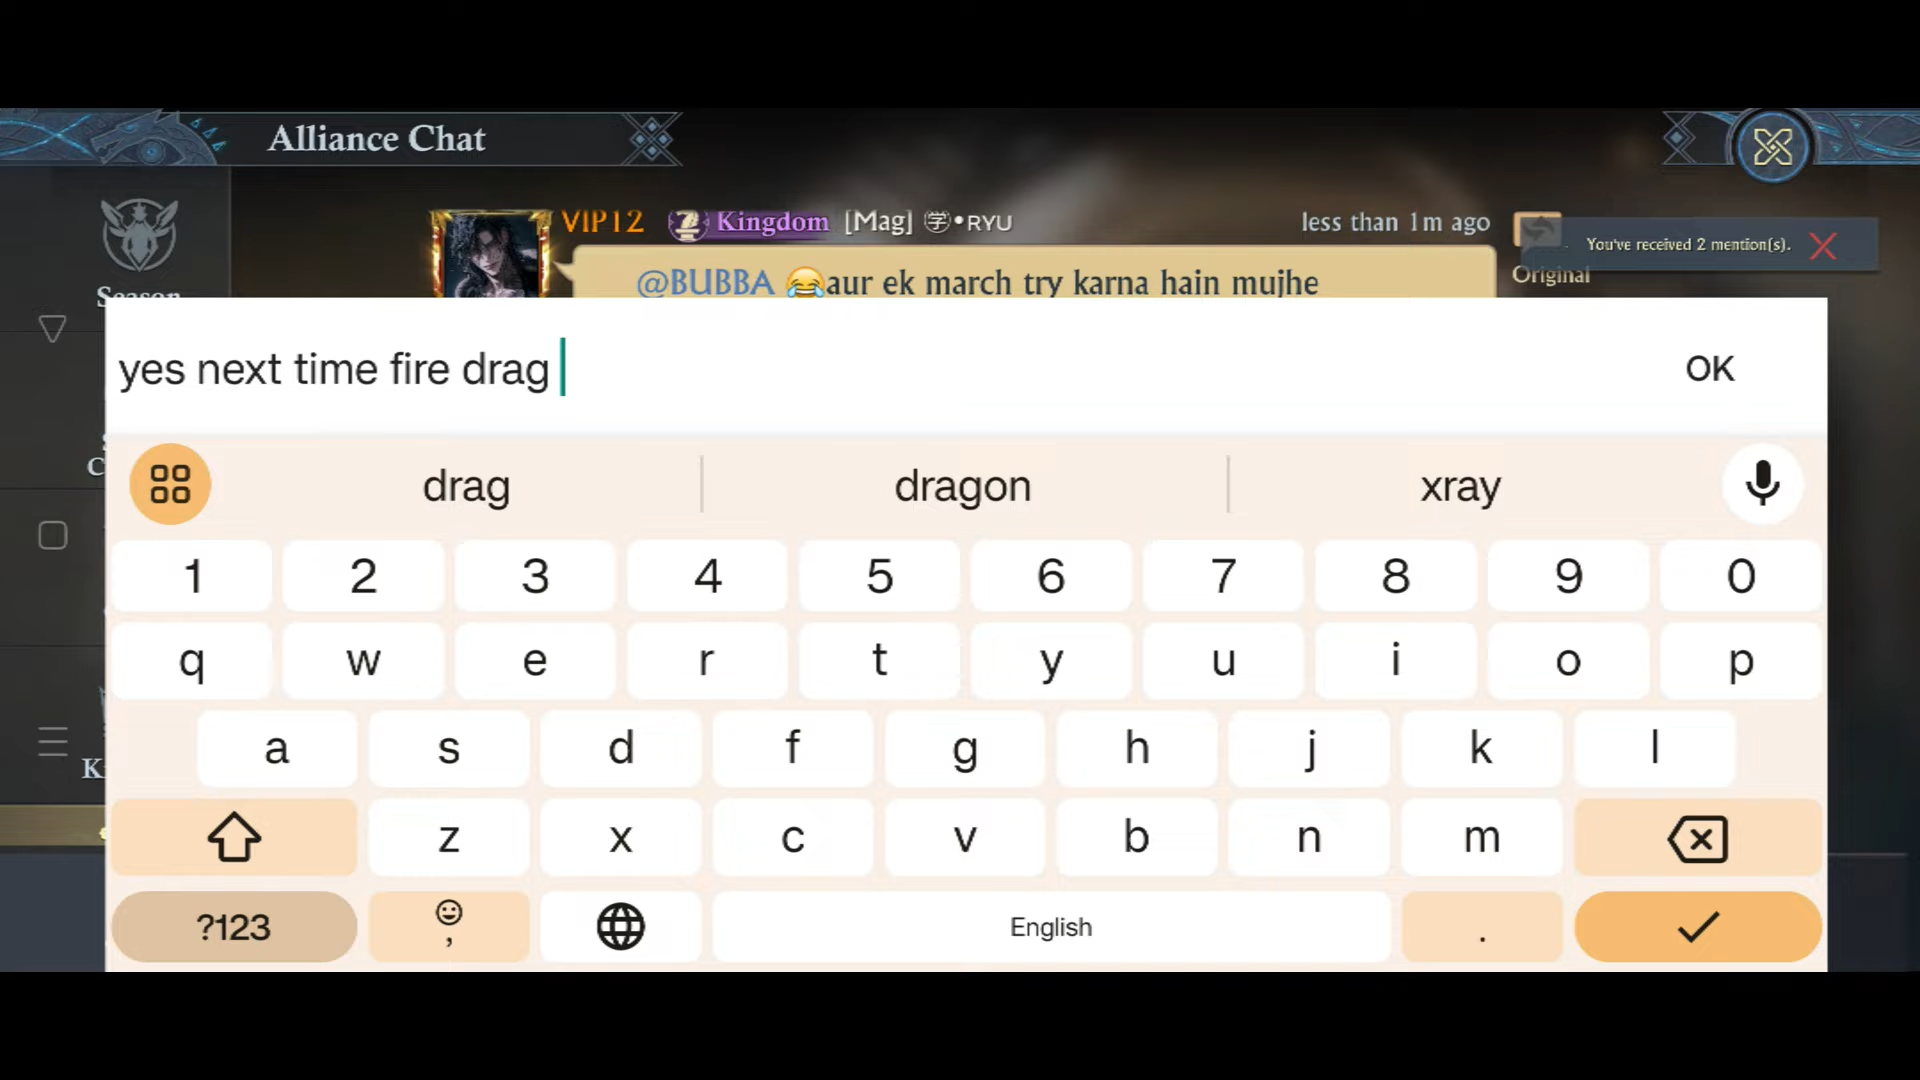 Alliance Chat
VIP12 Kingdom [Mag] 学•RYU less than 1m ago
You've received 2 mention(s).
@BUBBA 😂aur ek march try karna hain mujhe
Original
Season
yes next time fire drag
OK
drag dragon xray
1 2 3 4 5 6 7 8 9 0
q w e r t y u i o p
a s d f g h j k l
z x c v b n m
?123 , English .